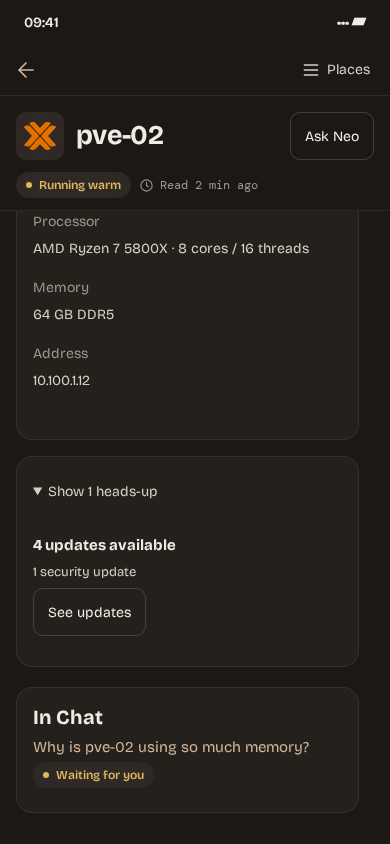 09:41
Places
pve-02
Ask Neo
Running warm
Read 2 min ago
Processor
AMD Ryzen 7 5800X · 8 cores / 16 threads
Memory
64 GB DDR5
Address
10.100.1.12
Show 1 heads-up
4 updates available
1 security update
See updates
In Chat
Why is pve-02 using so much memory?
Waiting for you